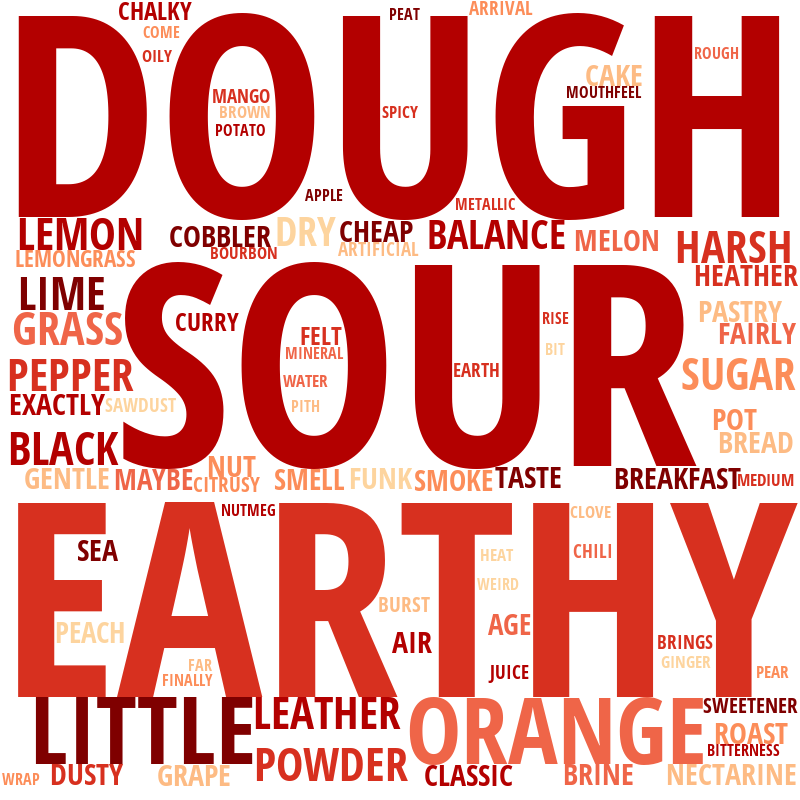 CHALKY PEAT ARRIVAL
COME
OILY ROUGH
CAKE
MANGO MOUTHFEEL
BROWN SPICY
POTATO
DOUGH
APPLE METALLIC
LEMON COBBLER DRY CHEAP BALANCE MELON HARSH
LEMONGRASS BOURBON ARTIFICIAL HEATHER
LIME PASTRY
GRASS CURRY FELT RISE FAIRLY
MINERAL BIT
SOUR
PEPPER WATER EARTH SUGAR
EXACTLY SAWDUST PITH POT
BLACK BREAD
GENTLE MAYBE NUT SMELL FUNK SMOKE TASTE BREAKFAST MEDIUM
CITRUSY
NUTMEG CLOVE
SEA HEAT CHILI
WEIRD
EARTHY
PEACH BURST AGE
AIR BRINGS
FAR GINGER
FINALLY JUICE PEAR
LITTLE LEATHER ORANGE SWEETENER
ROAST
BITTERNESS
WRAP DUSTY GRAPE POWDER CLASSIC BRINE NECTARINE